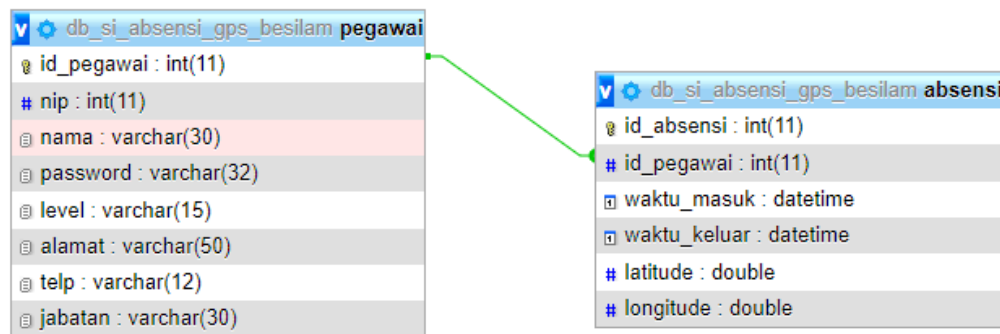 v db_si_absensi_gps_besilam pegawai
id_pegawai : int(11)
# nip : int(11)
nama : varchar(30)
password : varchar(32)
level : varchar(15)
alamat : varchar(50)
telp : varchar(12)
jabatan : varchar(30)
v db_si_absensi_gps_besilam absensi
id_absensi : int(11)
# id_pegawai : int(11)
waktu_masuk : datetime
waktu_keluar : datetime
# latitude : double
# longitude : double